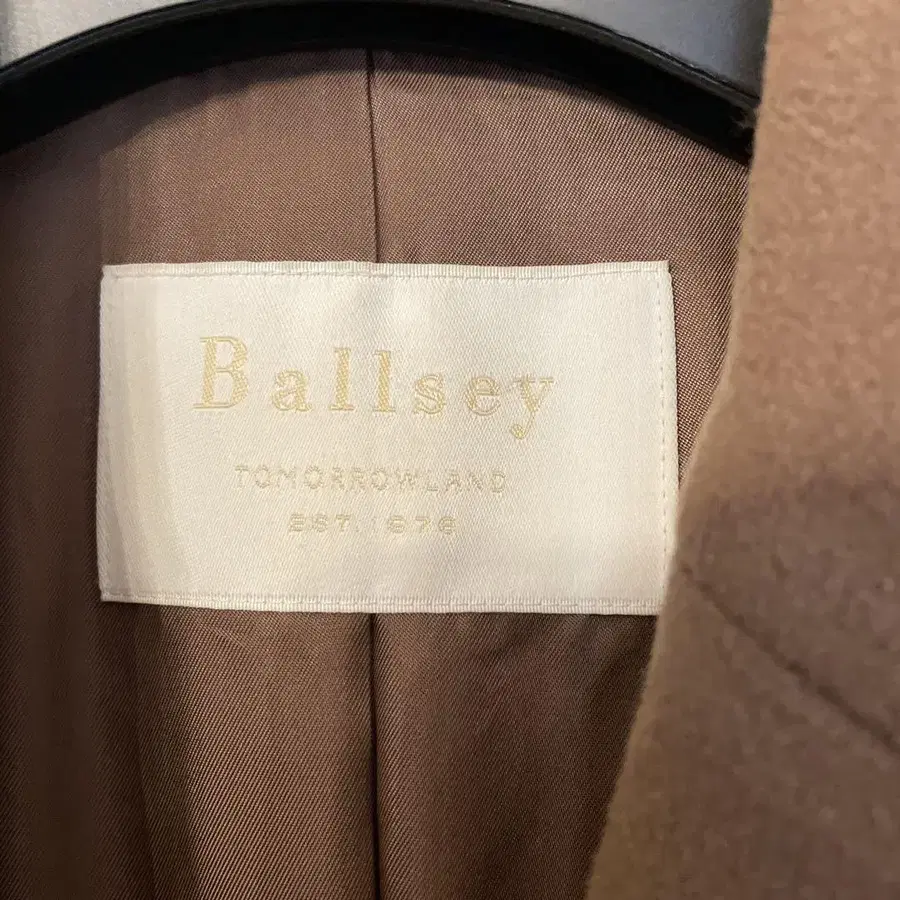 Ballsey
TOMORROWLAND
EST. 1978